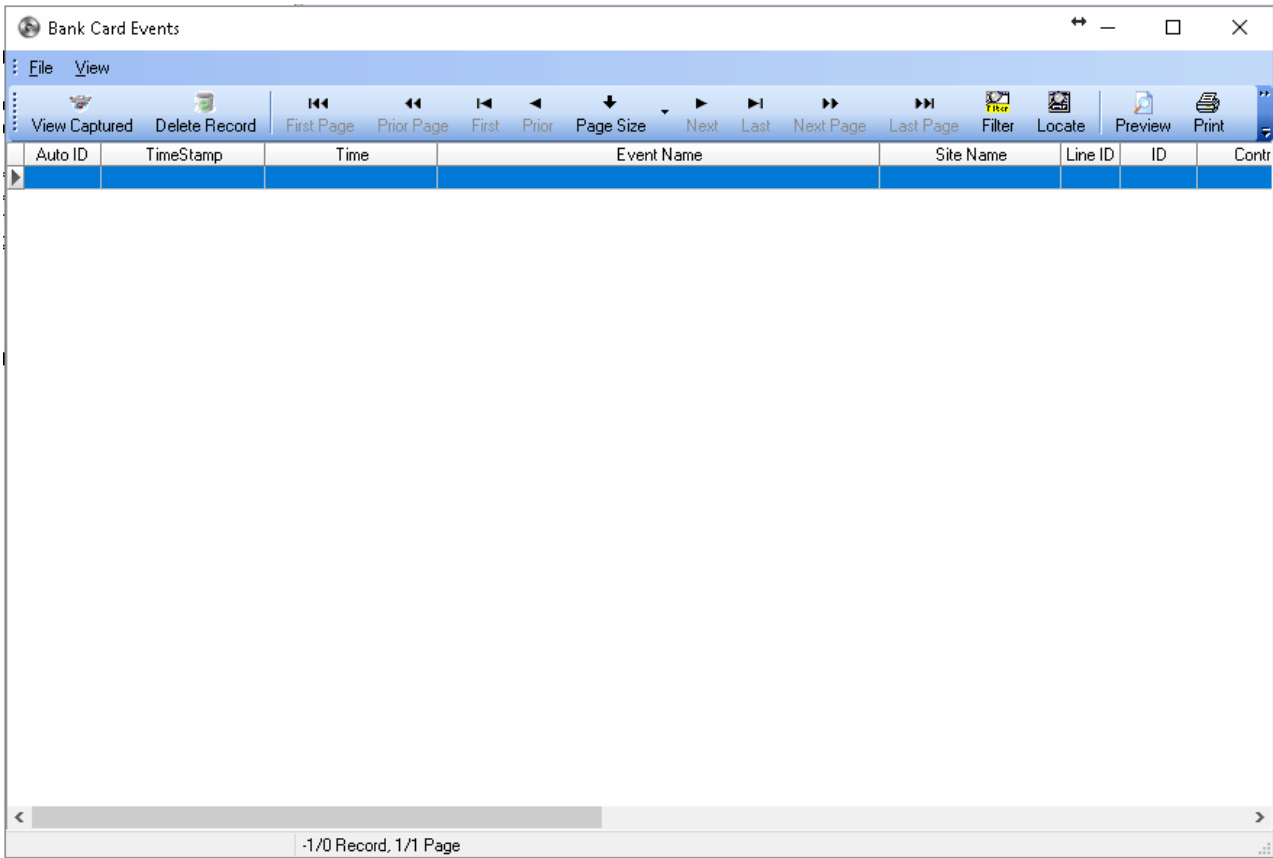 Bank Card Events
File View
View Captured Delete Record First Page Prior Page First Prior Page Size Next Last Next Page Last Page Filter Locate Preview Print
Auto ID TimeStamp Time Event Name Site Name Line ID ID Contr
-1/0 Record, 1/1 Page